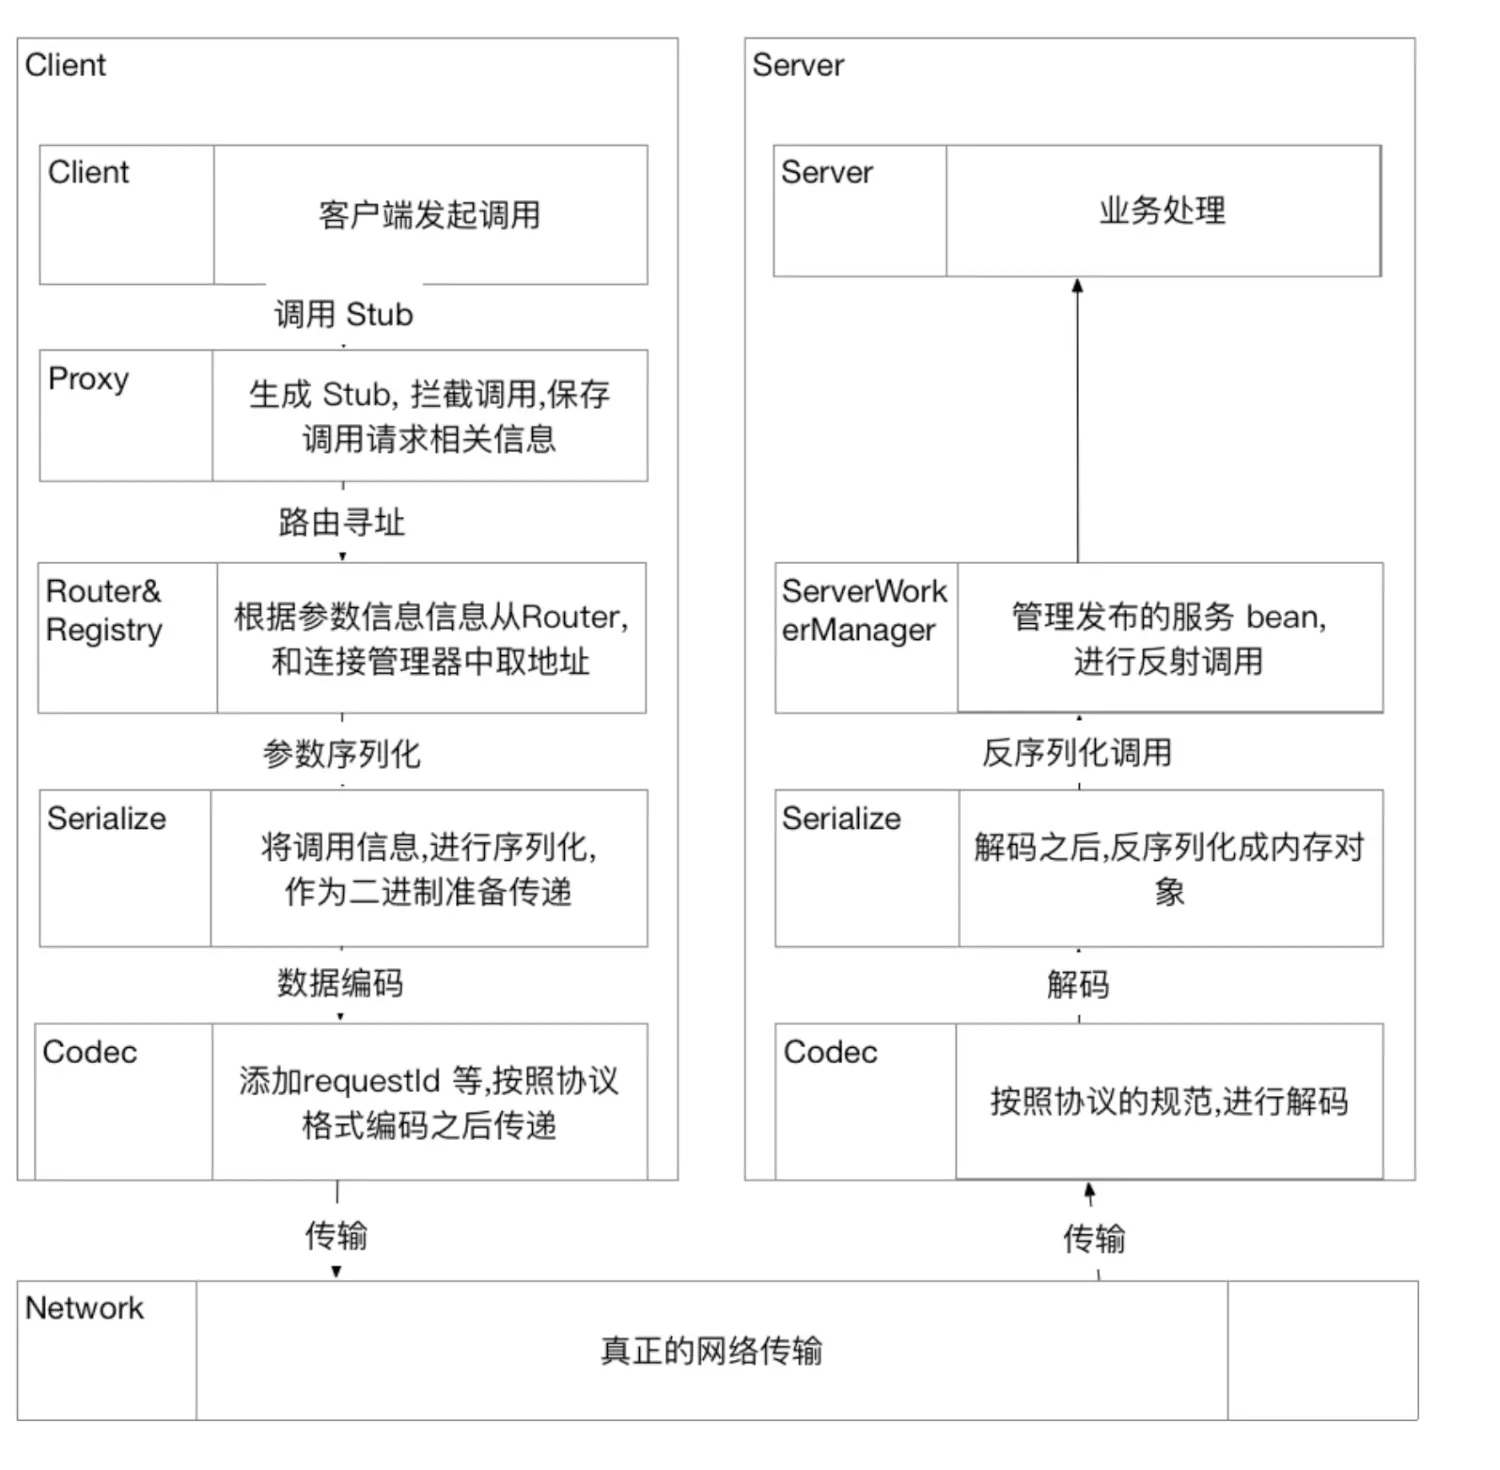 Client
Client
客户端发起调用
调用 Stub
Proxy
生成 Stub, 拦截调用,保存
调用请求相关信息
路由寻址
Router&
Registry
根据参数信息信息从Router,
和连接管理器中取地址
参数序列化
Serialize
将调用信息,进行序列化,
作为二进制准备传递
数据编码
Codec
添加requestId 等,按照协议
格式编码之后传递
传输
Server
Server
业务处理
ServerWork
erManager
管理发布的服务 bean,
进行反射调用
反序列化调用
Serialize
解码之后,反序列化成内存对
象
解码
Codec
按照协议的规范,进行解码
传输
Network
真正的网络传输